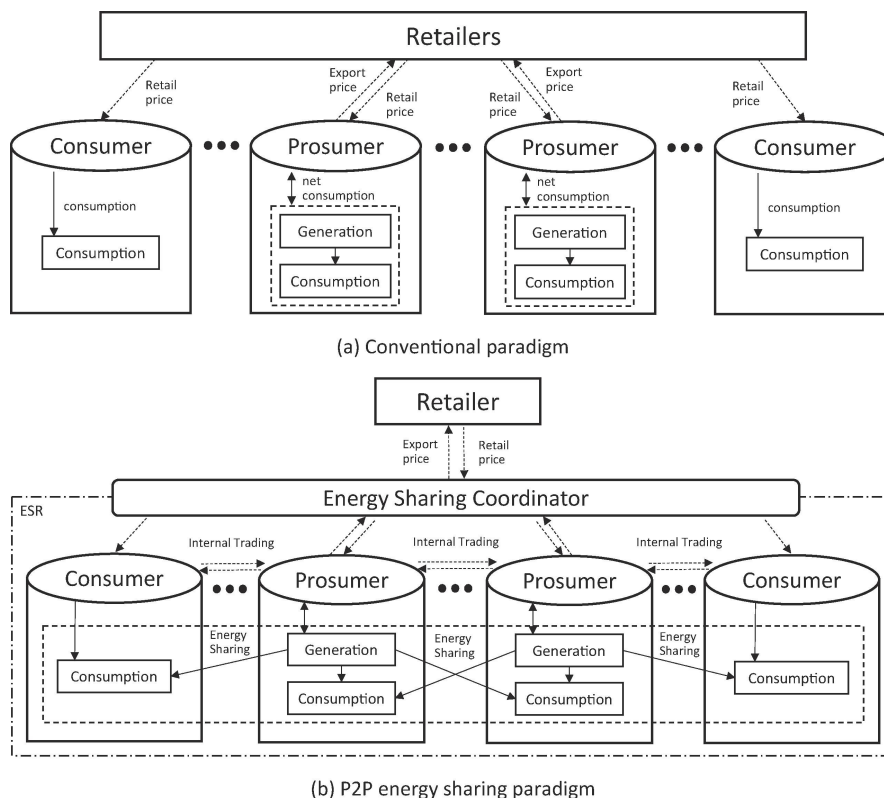 Retailers
Retail
price
Export
price
Retail
price
Retail
price
Export
price
Retail
price
Consumer
Prosumer
Prosumer
Consumer
consumption
net
consumption
net
consumption
consumption
Consumption
Generation
Consumption
Generation
Consumption
Consumption
(a) Conventional paradigm
Retailer
Export
price
Retail
price
ESR
Energy Sharing Coordinator
Internal Trading
Internal Trading
Internal Trading
Consumer
Prosumer
Prosumer
Consumer
Energy
Sharing
Energy
Sharing
Energy
Sharing
Consumption
Generation
Consumption
Generation
Consumption
Consumption
(b) P2P energy sharing paradigm